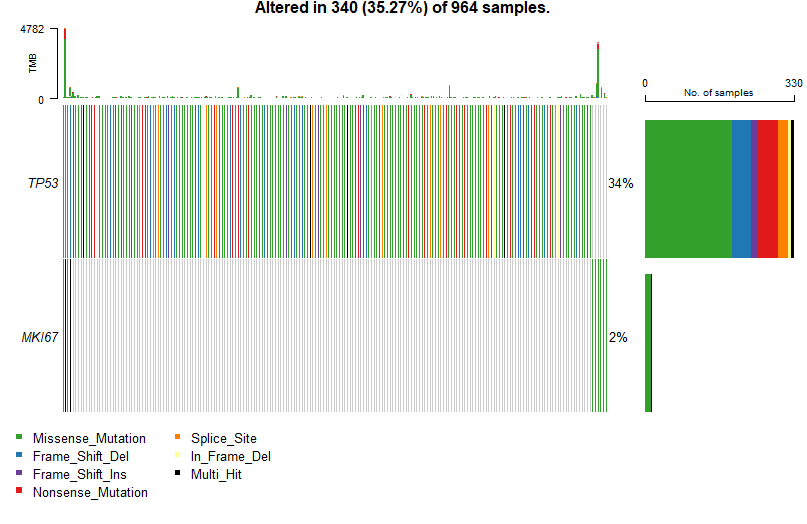 Altered in 340 (35.27%) of 964 samples.
4782
TMB
0
0
330
No. of samples
TP53
34%
MKI67
2%
Missense_Mutation
Splice_Site
Frame_Shift_Del
In_Frame_Del
Frame_Shift_Ins
Multi_Hit
Nonsense_Mutation